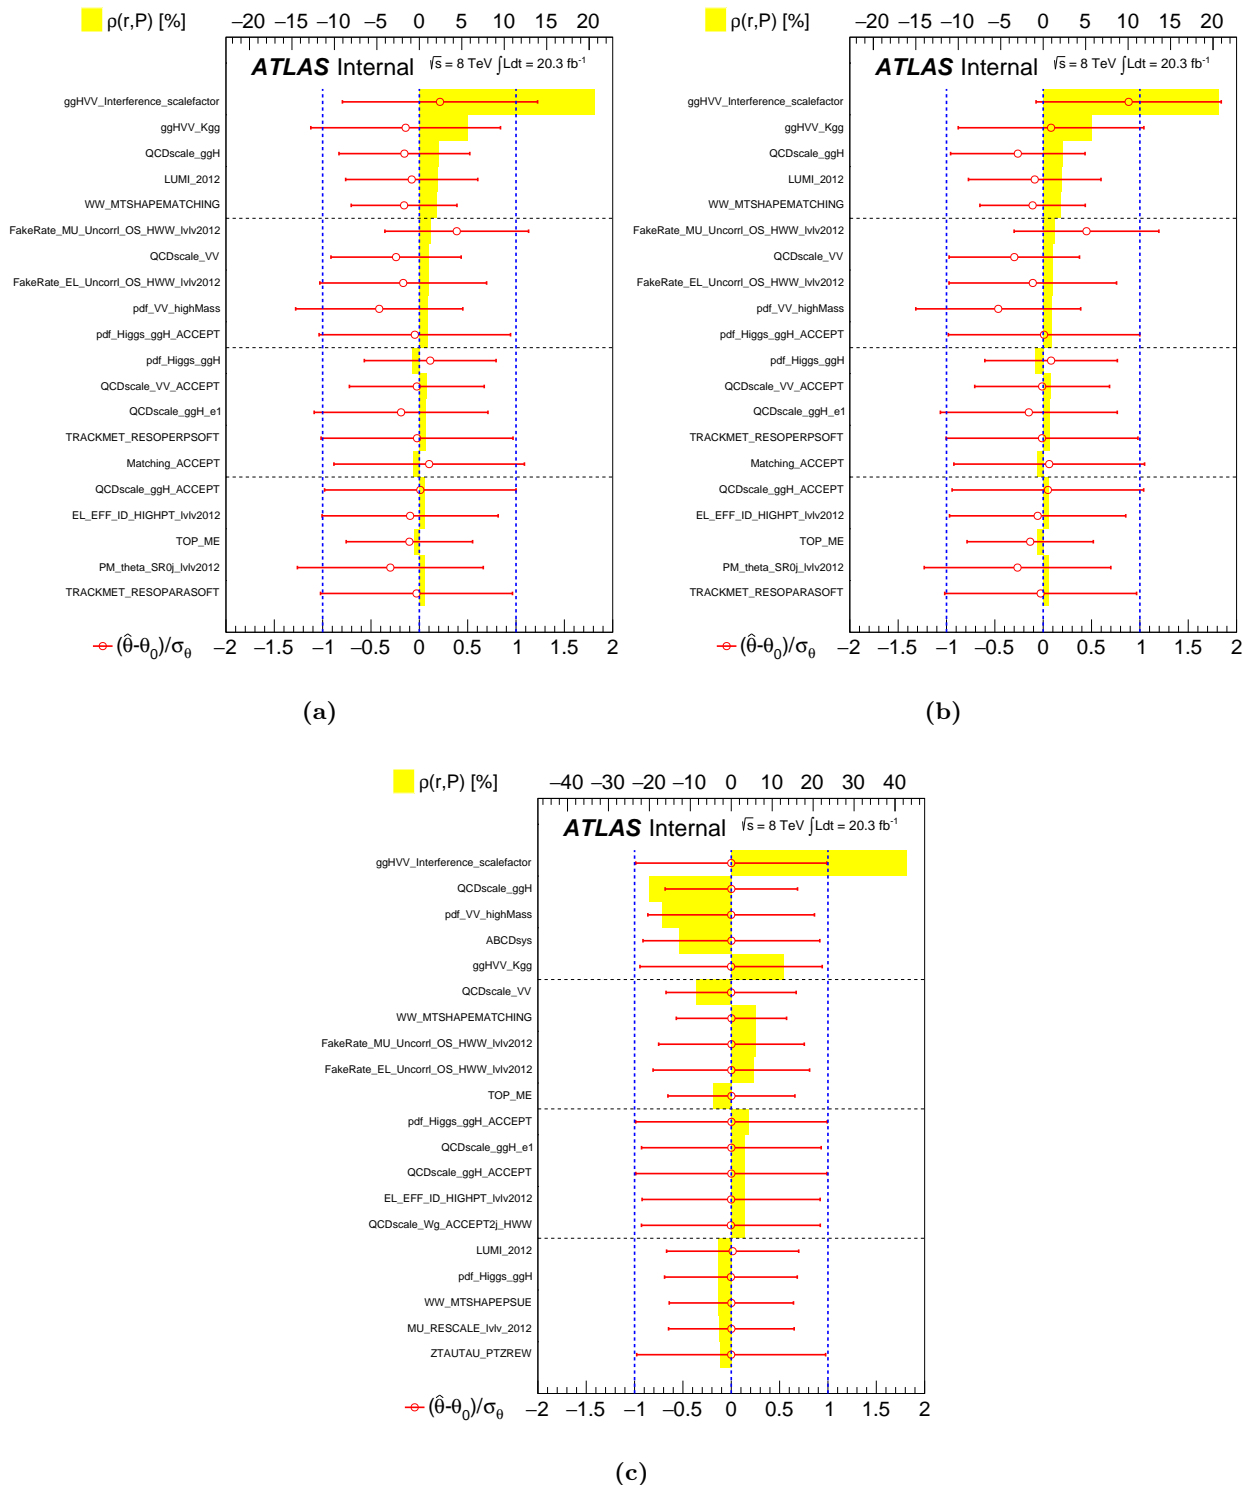 ρ(r,P) [%]
−20 −15 −10 −5 0 5 10 15 20
ATLAS Internal √s = 8 TeV ∫Ldt = 20.3 fb⁻¹
ggHVV_Interference_scalefactor
ggHVV_Kgg
QCDscale_ggH
LUMI_2012
WW_MTSHAPEMATCHING
FakeRate_MU_Uncorrl_OS_HWW_lvlv2012
QCDscale_VV
FakeRate_EL_Uncorrl_OS_HWW_lvlv2012
pdf_VV_highMass
pdf_Higgs_ggH_ACCEPT
pdf_Higgs_ggH
QCDscale_VV_ACCEPT
QCDscale_ggH_e1
TRACKMET_RESOPERPSOFT
Matching_ACCEPT
QCDscale_ggH_ACCEPT
EL_EFF_ID_HIGHPT_lvlv2012
TOP_ME
PM_theta_SR0j_lvlv2012
TRACKMET_RESOPARASOFT
(θ̂-θ₀)/σ_θ
−2 −1.5 −1 −0.5 0 0.5 1 1.5 2
(a)
ρ(r,P) [%]
−20 −15 −10 −5 0 5 10 15 20
ATLAS Internal √s = 8 TeV ∫Ldt = 20.3 fb⁻¹
ggHVV_Interference_scalefactor
ggHVV_Kgg
QCDscale_ggH
LUMI_2012
WW_MTSHAPEMATCHING
FakeRate_MU_Uncorrl_OS_HWW_lvlv2012
QCDscale_VV
FakeRate_EL_Uncorrl_OS_HWW_lvlv2012
pdf_VV_highMass
pdf_Higgs_ggH_ACCEPT
pdf_Higgs_ggH
QCDscale_VV_ACCEPT
QCDscale_ggH_e1
TRACKMET_RESOPERPSOFT
Matching_ACCEPT
QCDscale_ggH_ACCEPT
EL_EFF_ID_HIGHPT_lvlv2012
TOP_ME
PM_theta_SR0j_lvlv2012
TRACKMET_RESOPARASOFT
(θ̂-θ₀)/σ_θ
−2 −1.5 −1 −0.5 0 0.5 1 1.5 2
(b)
ρ(r,P) [%]
−40 −30 −20 −10 0 10 20 30 40
ATLAS Internal √s = 8 TeV ∫Ldt = 20.3 fb⁻¹
ggHVV_Interference_scalefactor
QCDscale_ggH
pdf_VV_highMass
ABCDsys
ggHVV_Kgg
QCDscale_VV
WW_MTSHAPEMATCHING
FakeRate_MU_Uncorrl_OS_HWW_lvlv2012
FakeRate_EL_Uncorrl_OS_HWW_lvlv2012
TOP_ME
pdf_Higgs_ggH_ACCEPT
QCDscale_ggH_e1
QCDscale_ggH_ACCEPT
EL_EFF_ID_HIGHPT_lvlv2012
QCDscale_Wg_ACCEPT2j_HWW
LUMI_2012
pdf_Higgs_ggH
WW_MTSHAPEPSUE
MU_RESCALE_lvlv_2012
ZTAUTAU_PTZREW
(θ̂-θ₀)/σ_θ
−2 −1.5 −1 −0.5 0 0.5 1 1.5 2
(c)